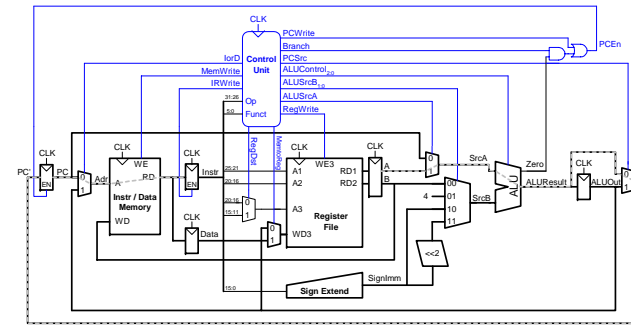 CLK
PCWrite
Branch
PCEn
IorD
Control
Unit
PCSrc
MemWrite
ALUControl2:0
IRWrite
ALUSrcB1:0
31:26
Op
ALUSrcA
5:0
Funct
RegWrite
RegDst
MemtoReg
CLK
CLK
CLK
CLK
CLK
CLK
PC'
PC
EN
0
1
Adr
WE
A
RD
Instr / Data
Memory
WD
EN
Instr
25:21
20:16
20:16
15:11
0
1
A1
A2
A3
WD3
WE3
RD1
RD2
Register
File
A
B
0
1
SrcA
4
00
01
10
11
SrcB
ALU
Zero
ALUResult
ALUOut
0
1
CLK
Data
0
1
<<2
SignImm
15:0
Sign Extend